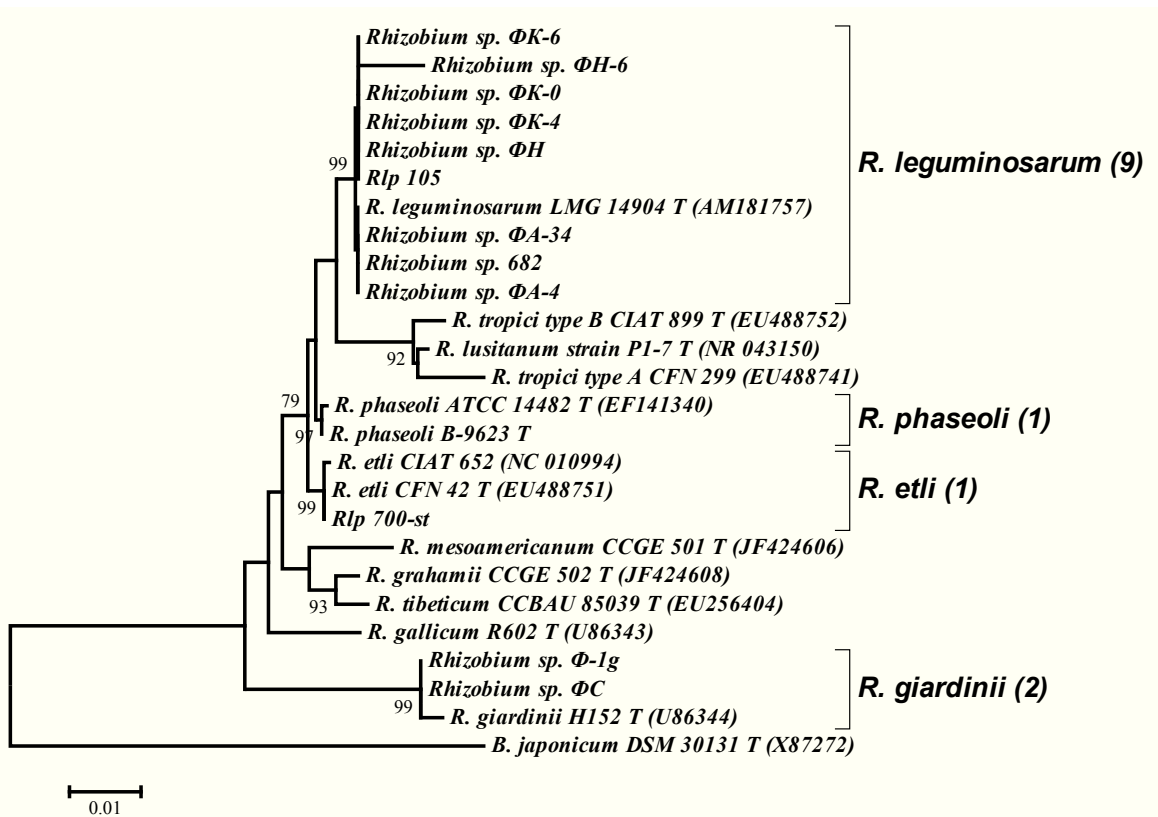 Rhizobium sp. ФК-6
Rhizobium sp. ФН-6
Rhizobium sp. ФК-0
Rhizobium sp. ФК-4
Rhizobium sp. ФН
99
Rlp 105
R. leguminosarum (9)
R. leguminosarum LMG 14904 T (AM181757)
Rhizobium sp. ФА-34
Rhizobium sp. 682
Rhizobium sp. ФА-4
R. tropici type B CIAT 899 T (EU488752)
R. lusitanum strain P1-7 T (NR 043150)
92
R. tropici type A CFN 299 (EU488741)
79
R. phaseoli ATCC 14482 T (EF141340)
R. phaseoli (1)
97
R. phaseoli B-9623 T
R. etli CIAT 652 (NC 010994)
R. etli CFN 42 T (EU488751)
R. etli (1)
99
Rlp 700-st
R. mesoamericanum CCGE 501 T (JF424606)
R. grahamii CCGE 502 T (JF424608)
93
R. tibeticum CCBAU 85039 T (EU256404)
R. gallicum R602 T (U86343)
Rhizobium sp. Ф-1g
Rhizobium sp. ФС
R. giardinii (2)
99
R. giardinii H152 T (U86344)
B. japonicum DSM 30131 T (X87272)
0.01